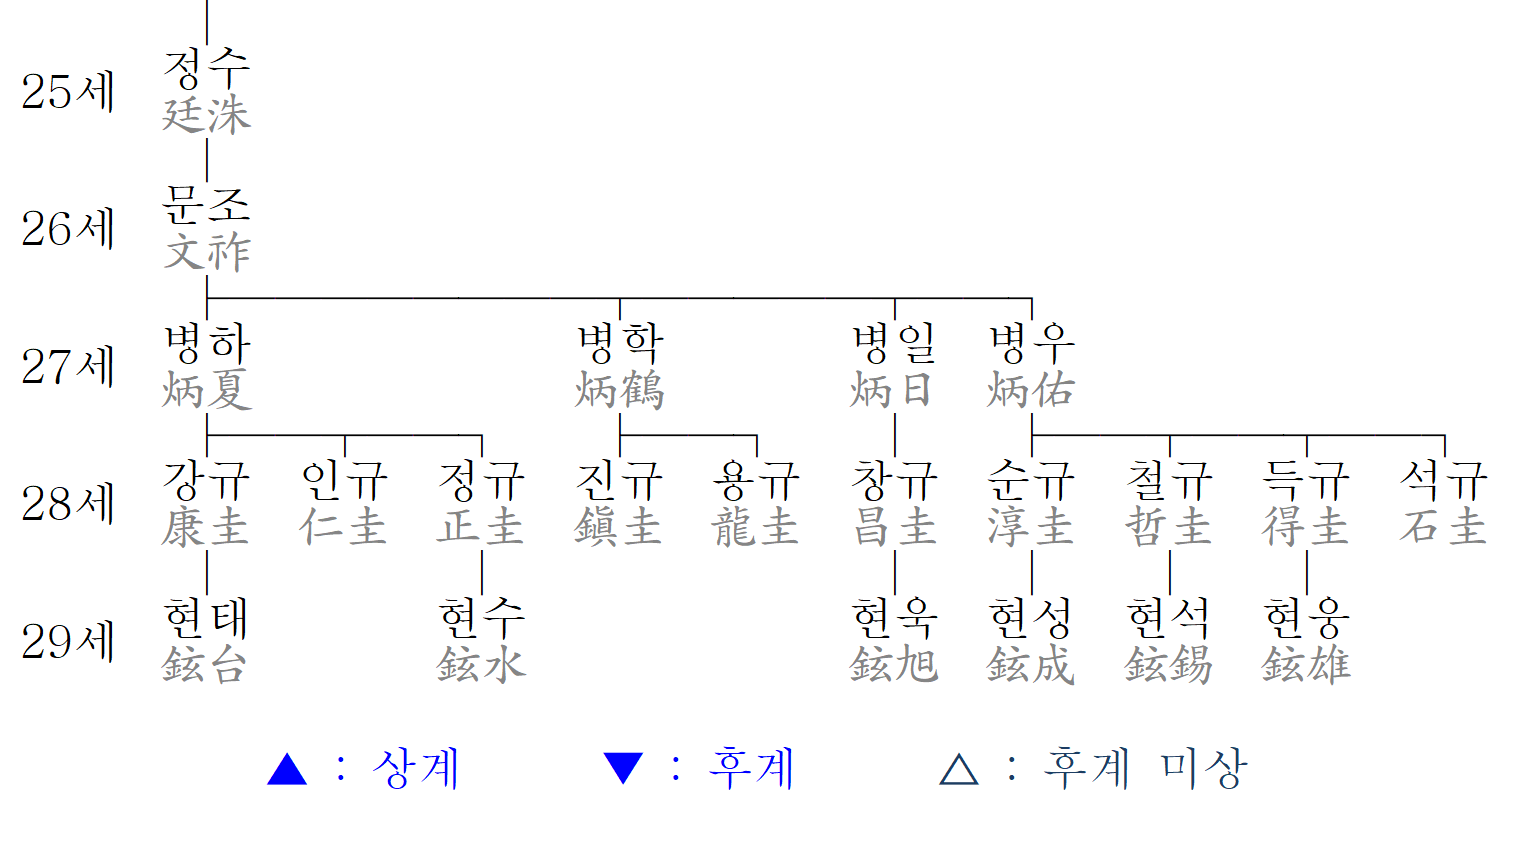 정수
25세
廷洙
문조
26세
文祚
병하 병학 병일 병우
27세
炳夏 炳鶴 炳日 炳佑
강규 인규 정규 진규 용규 창규 순규 철규 득규 석규
28세
康圭 仁圭 正圭 鎭圭 龍圭 昌圭 淳圭 哲圭 得圭 石圭
현태 현수 현욱 현성 현석 현웅
29세
鉉台 鉉水 鉉旭 鉉成 鉉錫 鉉雄
▲ : 상계 ▼ : 후계 △ : 후계 미상